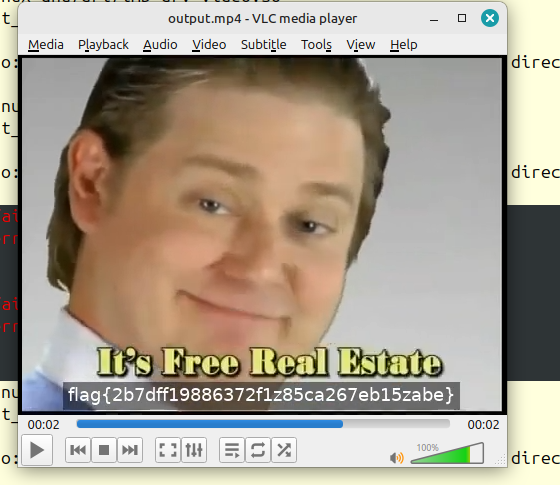 output.mp4 - VLC media player
Media Playback Audio Video Subtitle Tools View Help
It's Free Real Estate
flag{2b7dff19886372f1z85ca267eb15zabe}
00:02 00:02
100%
direc
direc
direc
direc